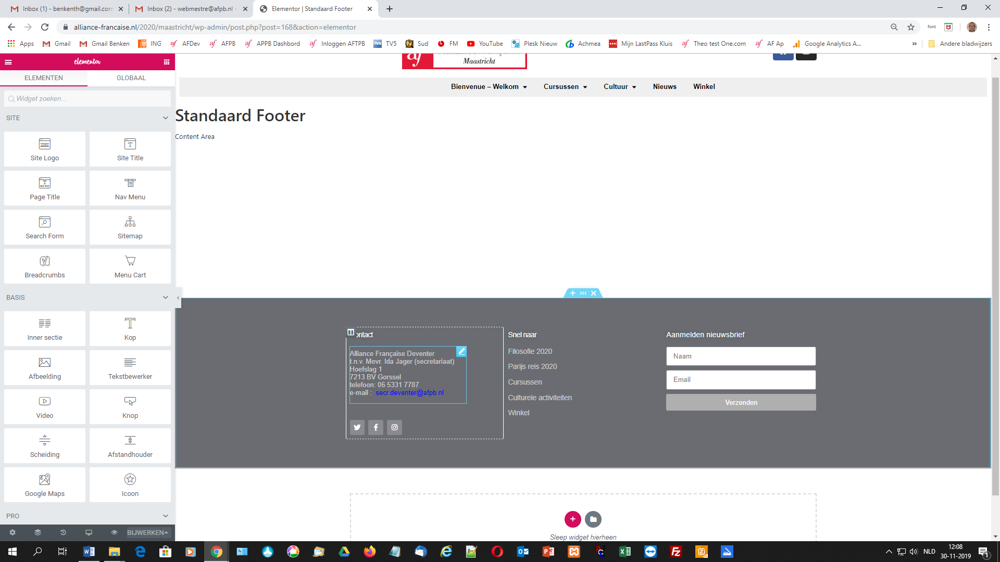 Inbox (1) - benkenth@gmail.com
Inbox (2) - webmestre@afpb.nl -
Elementor | Standaard Footer
alliance-francaise.nl/2020/maastricht/wp-admin/post.php?post=168&action=elementor
font
Apps
Gmail
Gmail Benken
ING
AFDev
AFPB
APPB Dashbord
Inloggen AFTPB
TV5
Sud
FM
YouTube
Plesk Nieuw
Achmea
Mijn LastPass Kluis
Theo test One.com
AF Ap
Google Analytics A...
»
Andere bladwijzers
elementor
ELEMENTEN
GLOBAAL
Widget zoeken...
SITE
Site Logo
Site Title
Page Title
Nav Menu
Search Form
Sitemap
Breadcrumbs
Menu Cart
BASIS
Inner sectie
Kop
Afbeelding
Tekstbewerker
Video
Knop
Scheiding
Afstandhouder
Google Maps
Icoon
PRO
BIJWERKEN
af
Maastricht
Bienvenue – Welkom
Cursussen
Cultuur
Nieuws
Winkel
Standaard Footer
Content Area
ontact
Alliance Française Deventer
t.n.v. Mevr. Ida Jager (secretariaat)
Hoefslag 1
7213 BV Gorssel
telefoon: 06 5331 7787
e-mail : secr.deventer@afpb.nl
Snel naar
Filosofie 2020
Parijs reis 2020
Cursussen
Culturele activiteiten
Winkel
Aanmelden nieuwsbrief
Naam
Email
Verzenden
Sleep widget hierheen
NLD
12:08
30-11-2019
1